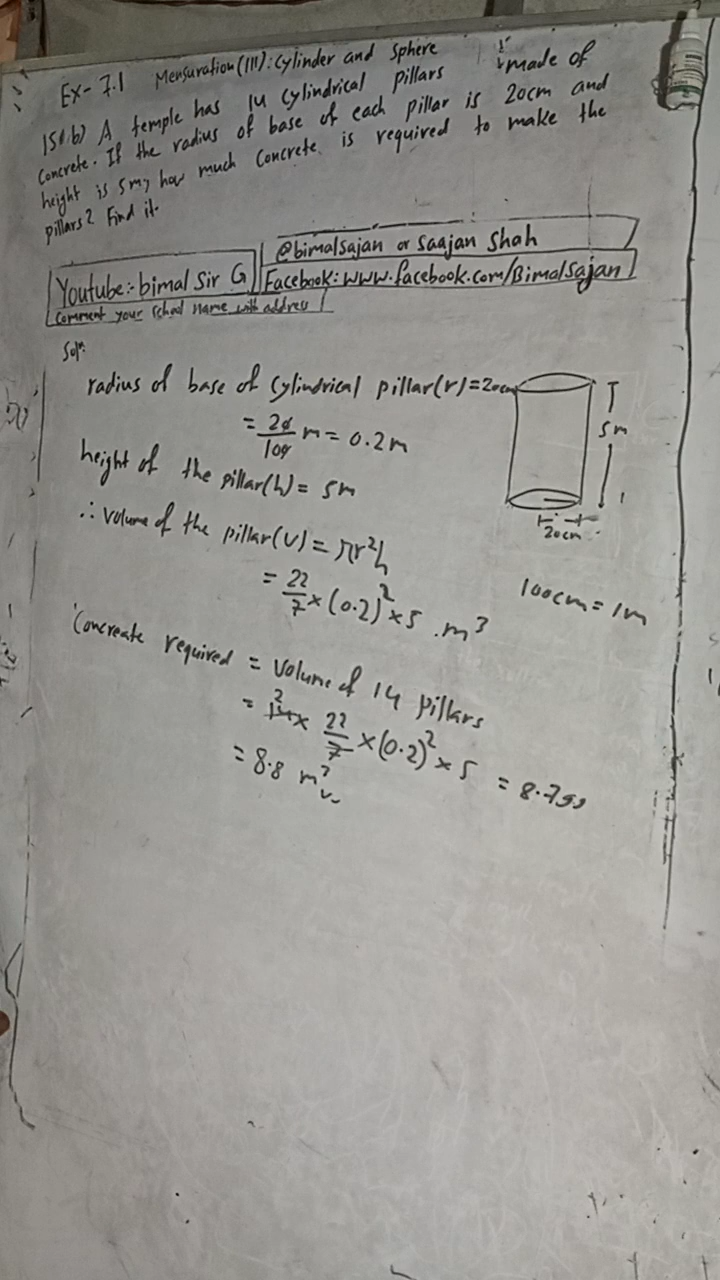 Ex- 7.1 Mensuration(III): Cylinder and Sphere
15(b) A temple has 14 cylindrical pillars made of
concrete. If the radius of base of each pillar is 20cm and
height is 5m, how much concrete is required to make the
pillars? Find it.
@bimalsajan or Saajan Shah
Youtube:- bimal Sir G
Facebook: www.facebook.com/Bimalsajan
Comment your school name with address
Solⁿ.
radius of base of cylindrical pillar(r) = 20cm
= 20/100 m = 0.2m
height of the pillar(h) = 5m
∴ volume of the pillar(v) = πr²h
= 22/7 × (0.2)² × 5 .m³
5m
20cm
100cm = 1m
Concreate required = Volume of 14 pillars
= 14 × 22/7 × (0.2)² × 5 = 8.7
2
= 8.8 m³